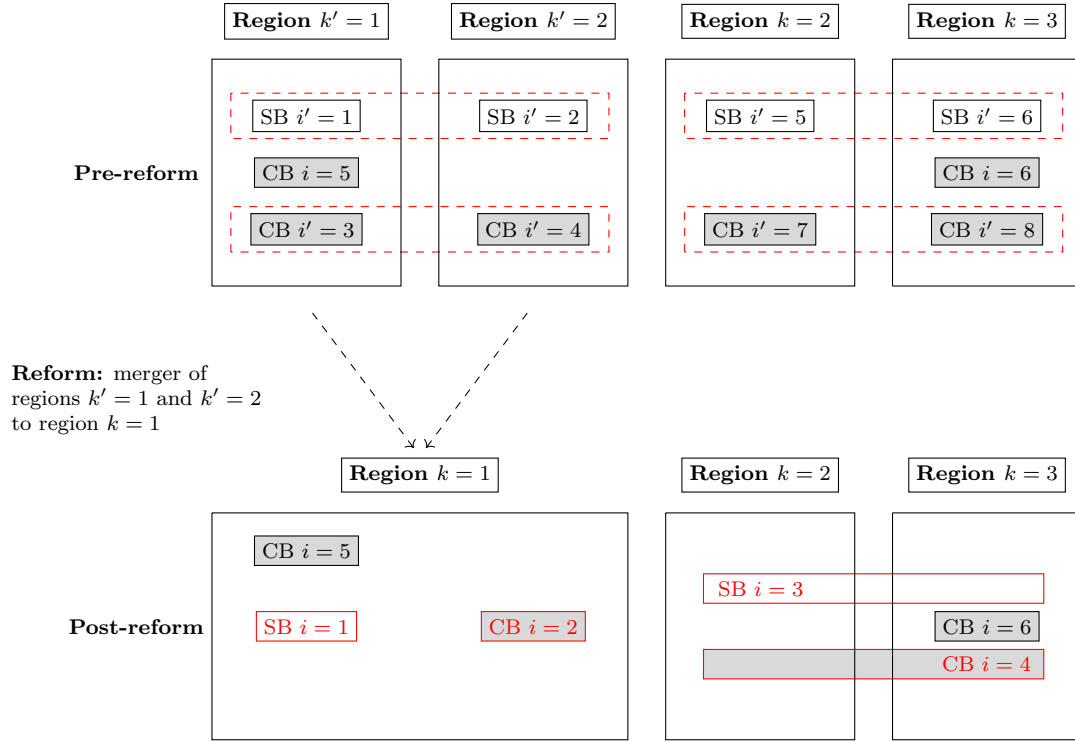 Region k′ = 1
Region k′ = 2
Region k = 2
Region k = 3
SB i′ = 1
SB i′ = 2
SB i′ = 5
SB i′ = 6
Pre-reform
CB i = 5
CB i = 6
CB i′ = 3
CB i′ = 4
CB i′ = 7
CB i′ = 8
Reform: merger of
regions k′ = 1 and k′ = 2
to region k = 1
Region k = 1
Region k = 2
Region k = 3
CB i = 5
SB i = 3
Post-reform
SB i = 1
CB i = 2
CB i = 6
CB i = 4